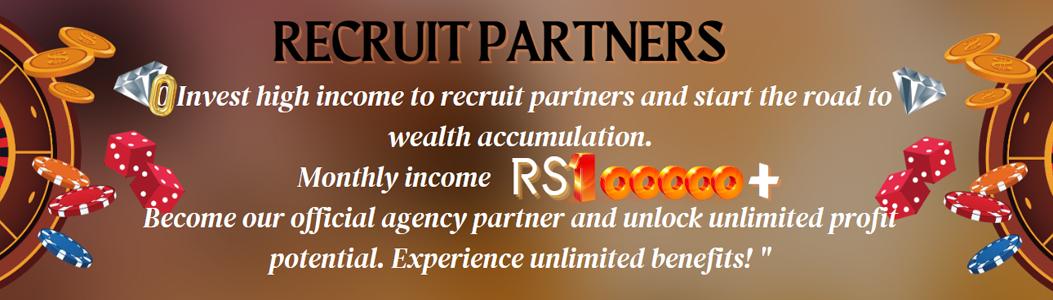 RECRUIT PARTNERS
0Invest high income to recruit partners and start the road to
wealth accumulation.
Monthly income RS100000+
Become our official agency partner and unlock unlimited profit
potential. Experience unlimited benefits! "